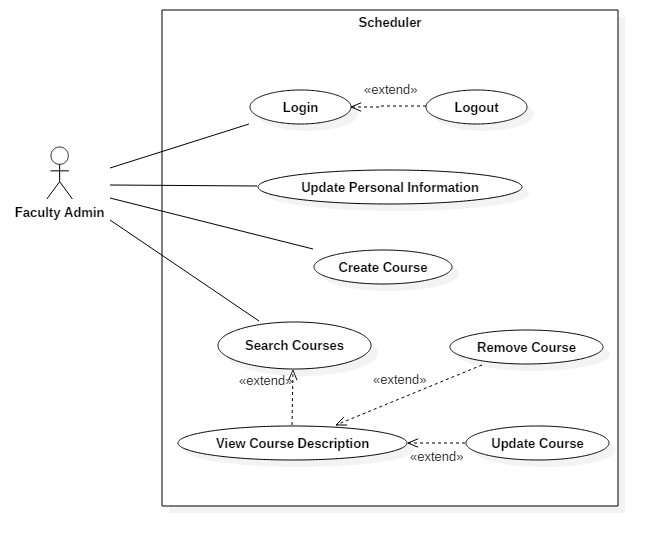 Scheduler
«extend»
Login
Logout
Update Personal Information
Faculty Admin
Create Course
Search Courses
Remove Course
«extend»
«extend»
View Course Description
Update Course
«extend»